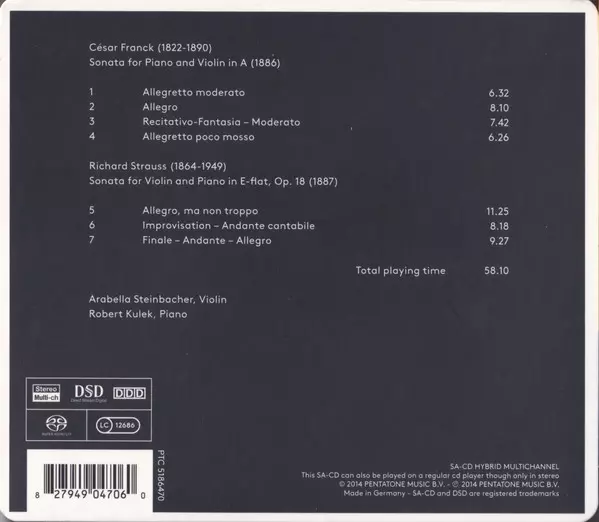 César Franck (1822-1890)
Sonata for Piano and Violin in A (1886)
1 Allegretto moderato 6.32
2 Allegro 8.10
3 Recitativo-Fantasia – Moderato 7.42
4 Allegretto poco mosso 6.26
Richard Strauss (1864-1949)
Sonata for Violin and Piano in E-flat, Op. 18 (1887)
5 Allegro, ma non troppo 11.25
6 Improvisation – Andante cantabile 8.18
7 Finale – Andante – Allegro 9.27
Total playing time 58.10
Arabella Steinbacher, Violin
Robert Kulek, Piano
Stereo
Multi-ch
DSD
Direct Stream Digital
DDD
SUPER AUDIO CD
LC 12686
PTC 5186470
8 27949 04706 0
SA-CD HYBRID MULTICHANNEL
This SA-CD can also be played on a regular cd player though only in stereo
© 2014 PENTATONE MUSIC B.V. – ℗ 2014 PENTATONE MUSIC B.V.
Made in Germany – SA-CD and DSD are registered trademarks